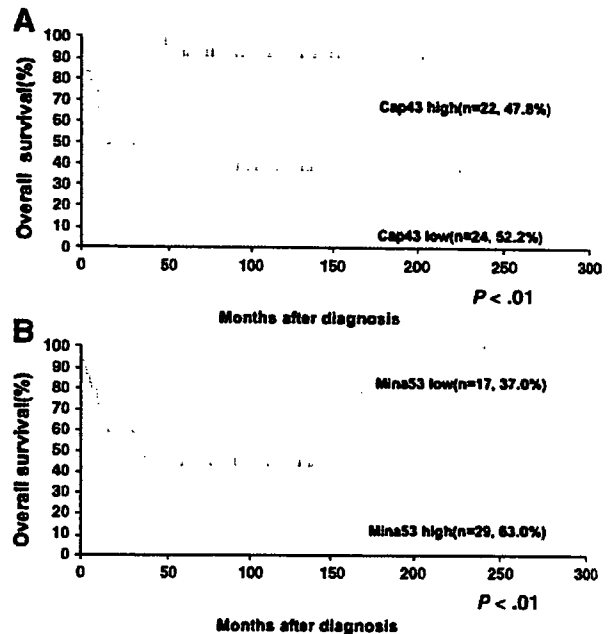 A
Overall survival(%)
100
90
80
70
60
50
40
30
20
10
0
Cap43 high(n=22, 47.8%)
Cap43 low(n=24, 52.2%)
0 50 100 150 200 250 300
P < .01
Months after diagnosis
B
Overall survival(%)
100
90
80
70
60
50
40
30
20
10
0
Mina53 low(n=17, 37.0%)
Mina53 high(n=29, 63.0%)
0 50 100 150 200 250 300
P < .01
Months after diagnosis